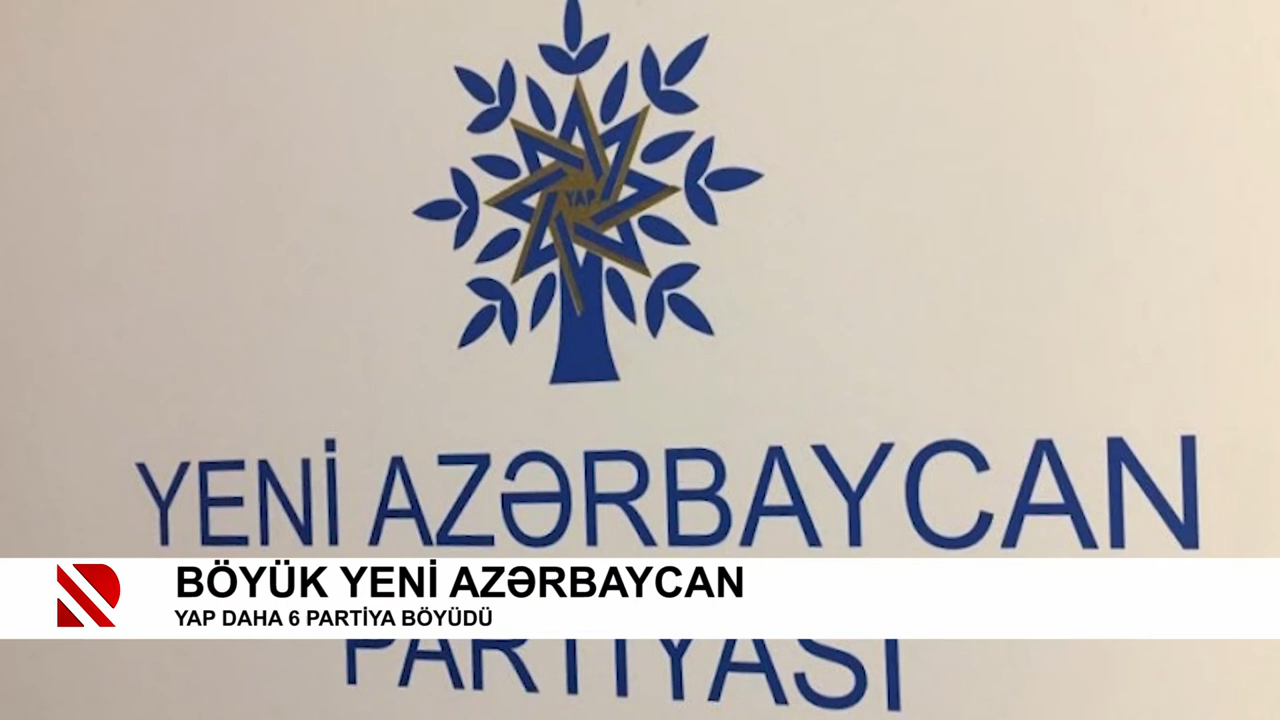 YAP
YENİ AZƏRBAYCAN
BÖYÜK YENİ AZƏRBAYCAN
YAP DAHA 6 PARTİYA BÖYÜDÜ
PARTİYASI